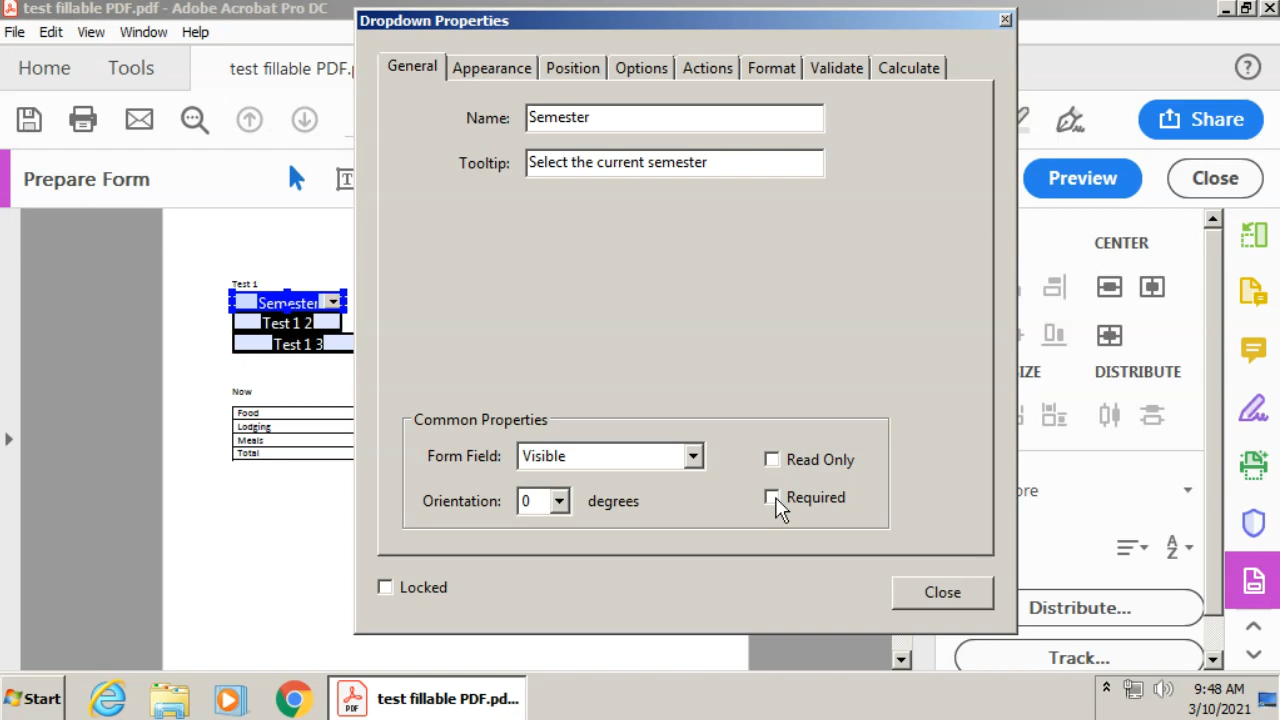 test fillable PDF.pdf - Adobe Acrobat Pro DC
File Edit View Window Help
Home Tools test fillable PDF.p
Share
Prepare Form
Preview Close
Dropdown Properties
General Appearance Position Options Actions Format Validate Calculate
Name: Semester
Tooltip: Select the current semester
Common Properties
Form Field: Visible
Read Only
Orientation: 0 degrees
Required
Locked
Close
Test 1
Semester
Test 1 2
Test 1 3
Now
Food
Lodging
Meals
Total
CENTER
IZE DISTRIBUTE
ore
Distribute...
Track...
Start
PDF
test fillable PDF.pd...
9:48 AM
3/10/2021